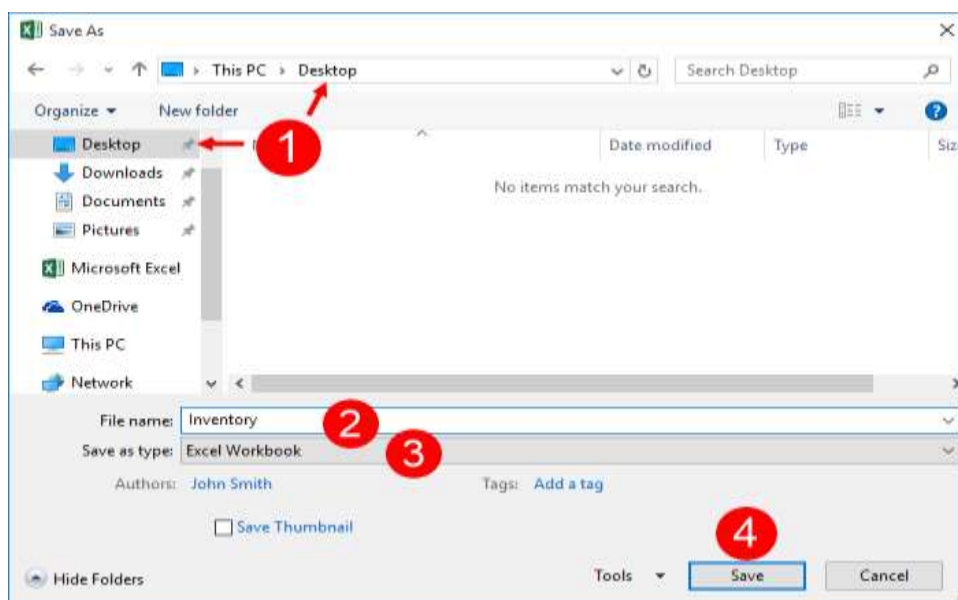 Save As
This PC > Desktop
Search Desktop
Organize
New folder
1
Desktop
Date modified
Type
Siz
Downloads
No items match your search.
Documents
Pictures
Microsoft Excel
OneDrive
This PC
Network
File name: Inventory
2
Save as type: Excel Workbook
3
Authors: John Smith
Tags: Add a tag
Save Thumbnail
4
Hide Folders
Tools
Save
Cancel